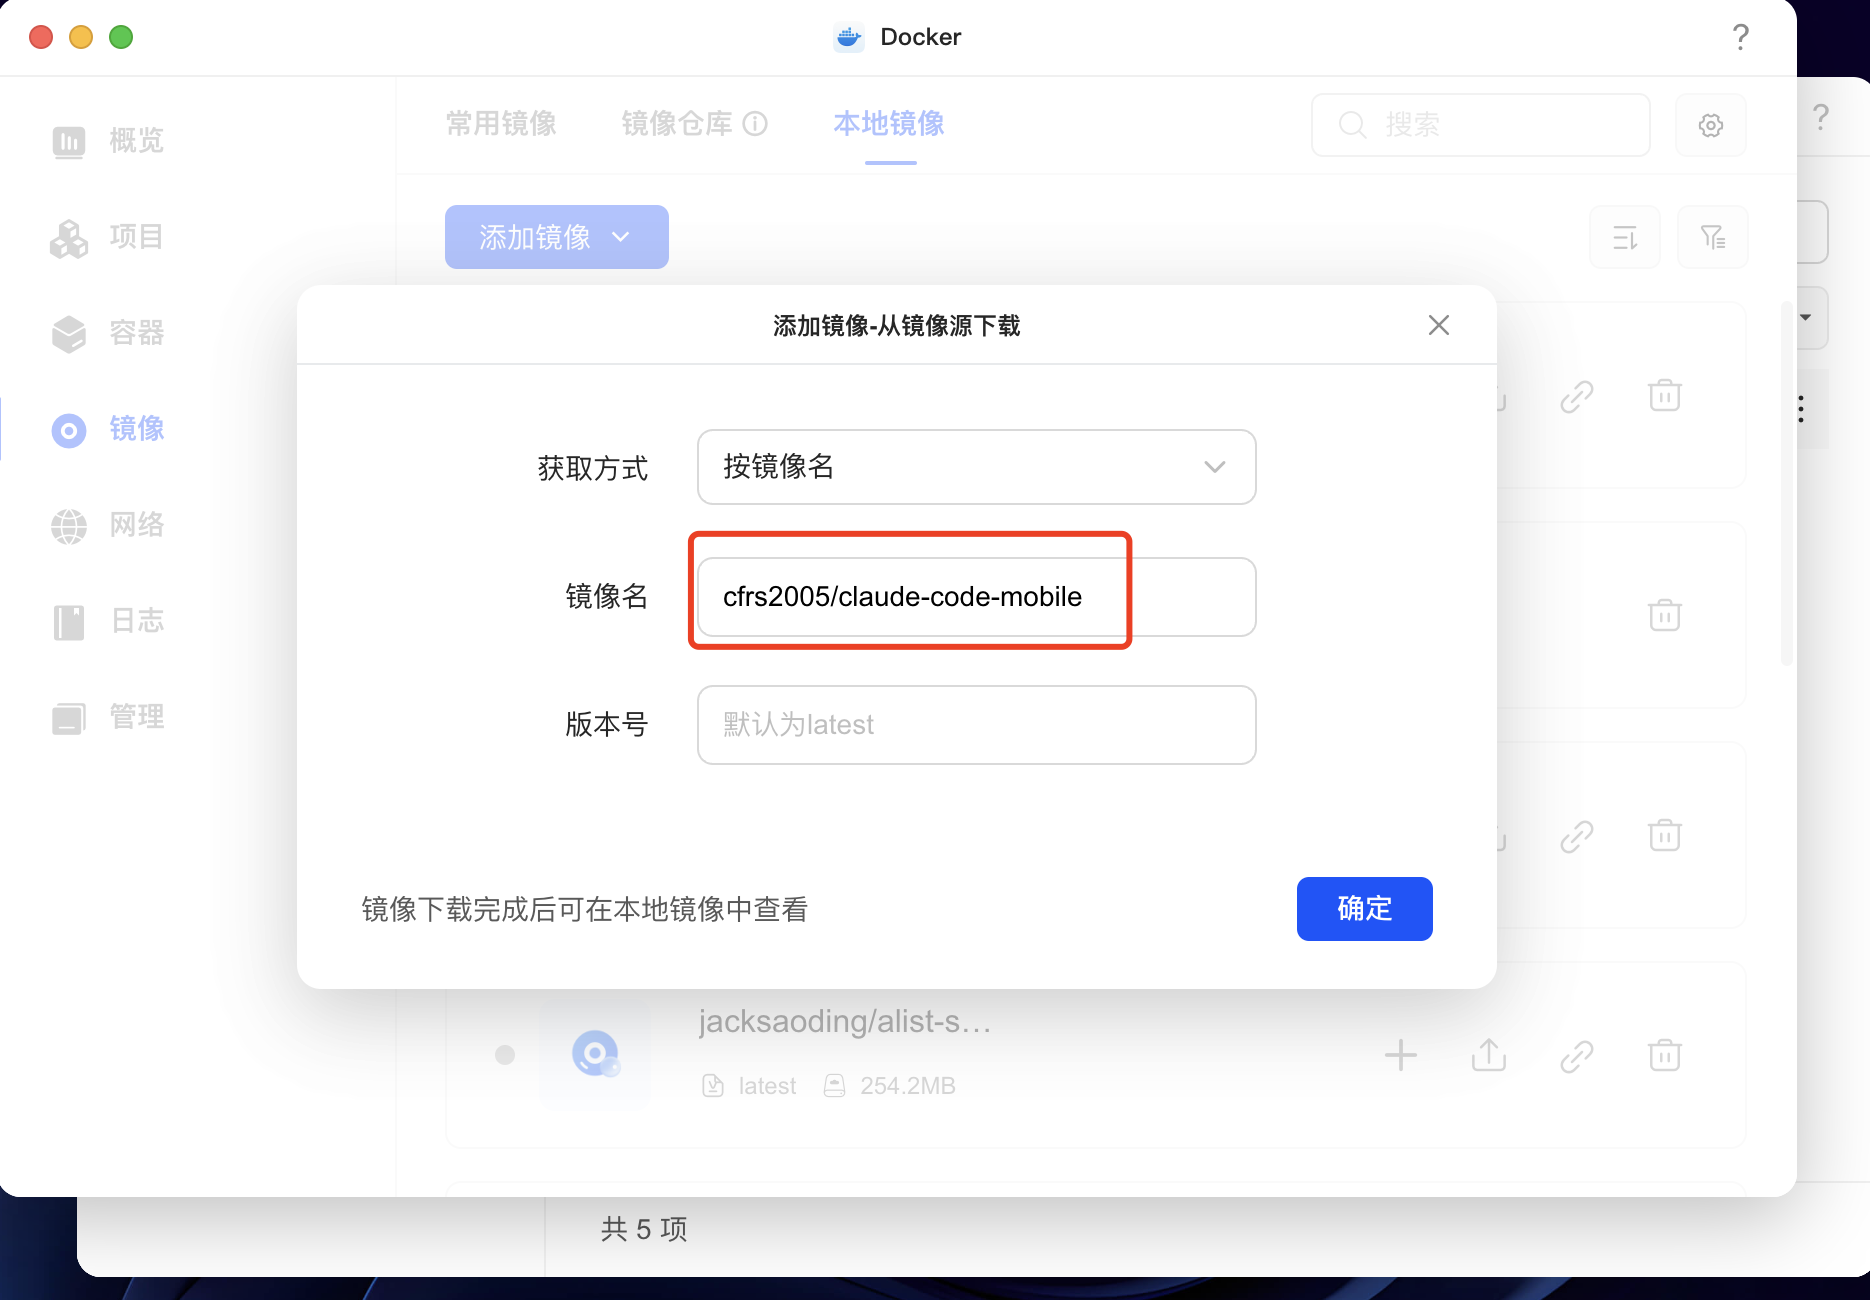 Docker
?
?
概览
项目
容器
镜像
网络
日志
管理
常用镜像
镜像仓库
本地镜像
搜索
添加镜像
添加镜像-从镜像源下载
获取方式
按镜像名
镜像名
cfrs2005/claude-code-mobile
版本号
默认为latest
镜像下载完成后可在本地镜像中查看
确定
jacksaoding/alist-s...
latest
254.2MB
共 5 项